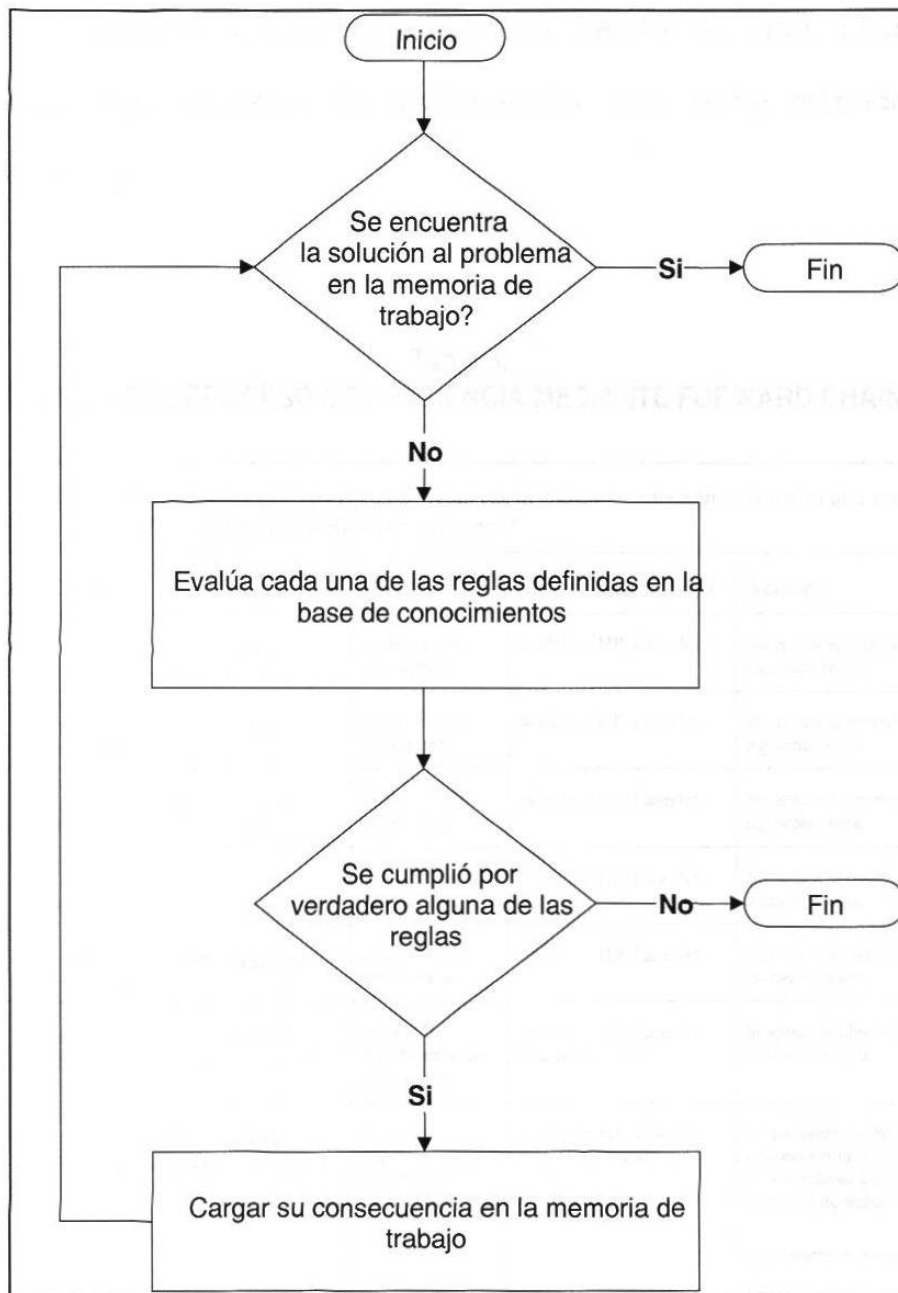 Inicio
Se encuentra
la solución al problema
en la memoria de
trabajo?
Si
Fin
No
Evalúa cada una de las reglas definidas en la
base de conocimientos
Se cumplió por
verdadero alguna de las
reglas
No
Fin
Si
Cargar su consecuencia en la memoria de
trabajo